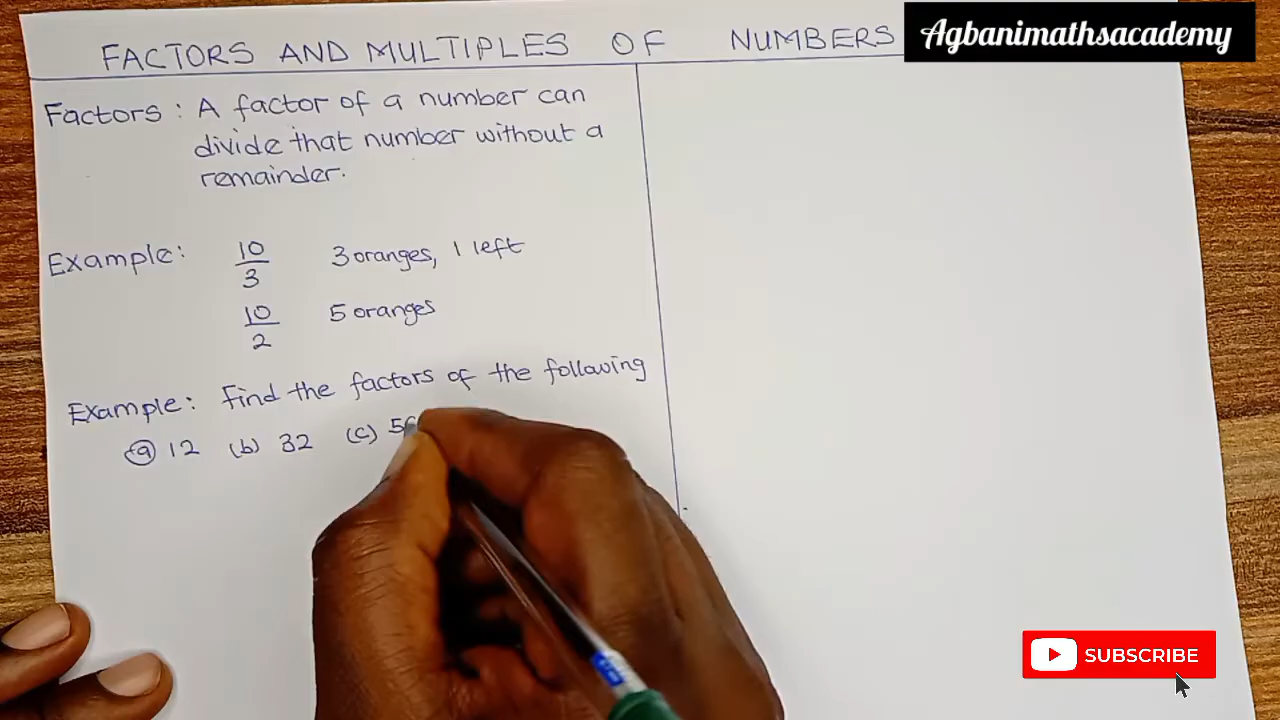 FACTORS AND MULTIPLES OF NUMBERS
Agbanimathsacademy
Factors: A factor of a number can
divide that number without a
remainder.
Example: 10/3 3 oranges, 1 left
10/2 5 oranges
Example: Find the factors of the following
(a) 12 (b) 32 (c)
SUBSCRIBE